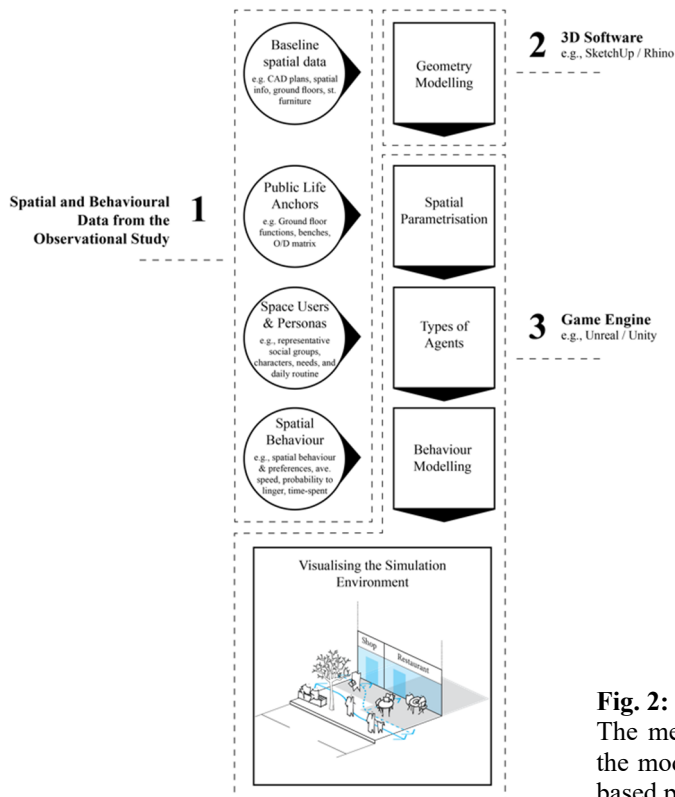 Baseline
spatial data
e.g. CAD plans, spatial
info, ground floors, st.
furniture
Geometry
Modelling
2
3D Software
e.g., SketchUp / Rhino
Spatial and Behavioural
Data from the
Observational Study
1
Public Life
Anchors
e.g. Ground floor
functions, benches,
O/D matrix
Spatial
Parametrisation
Space Users
& Personas
e.g., representative
social groups,
characters, needs, and
daily routine
Types of
Agents
3
Game Engine
e.g., Unreal / Unity
Spatial
Behaviour
e.g., spatial behaviour
& preferences, ave.
speed, probability to
linger, time-spent
Behaviour
Modelling
Visualising the Simulation
Environment
Shop
Restaurant
Fig. 2:
The me
the mod
based p